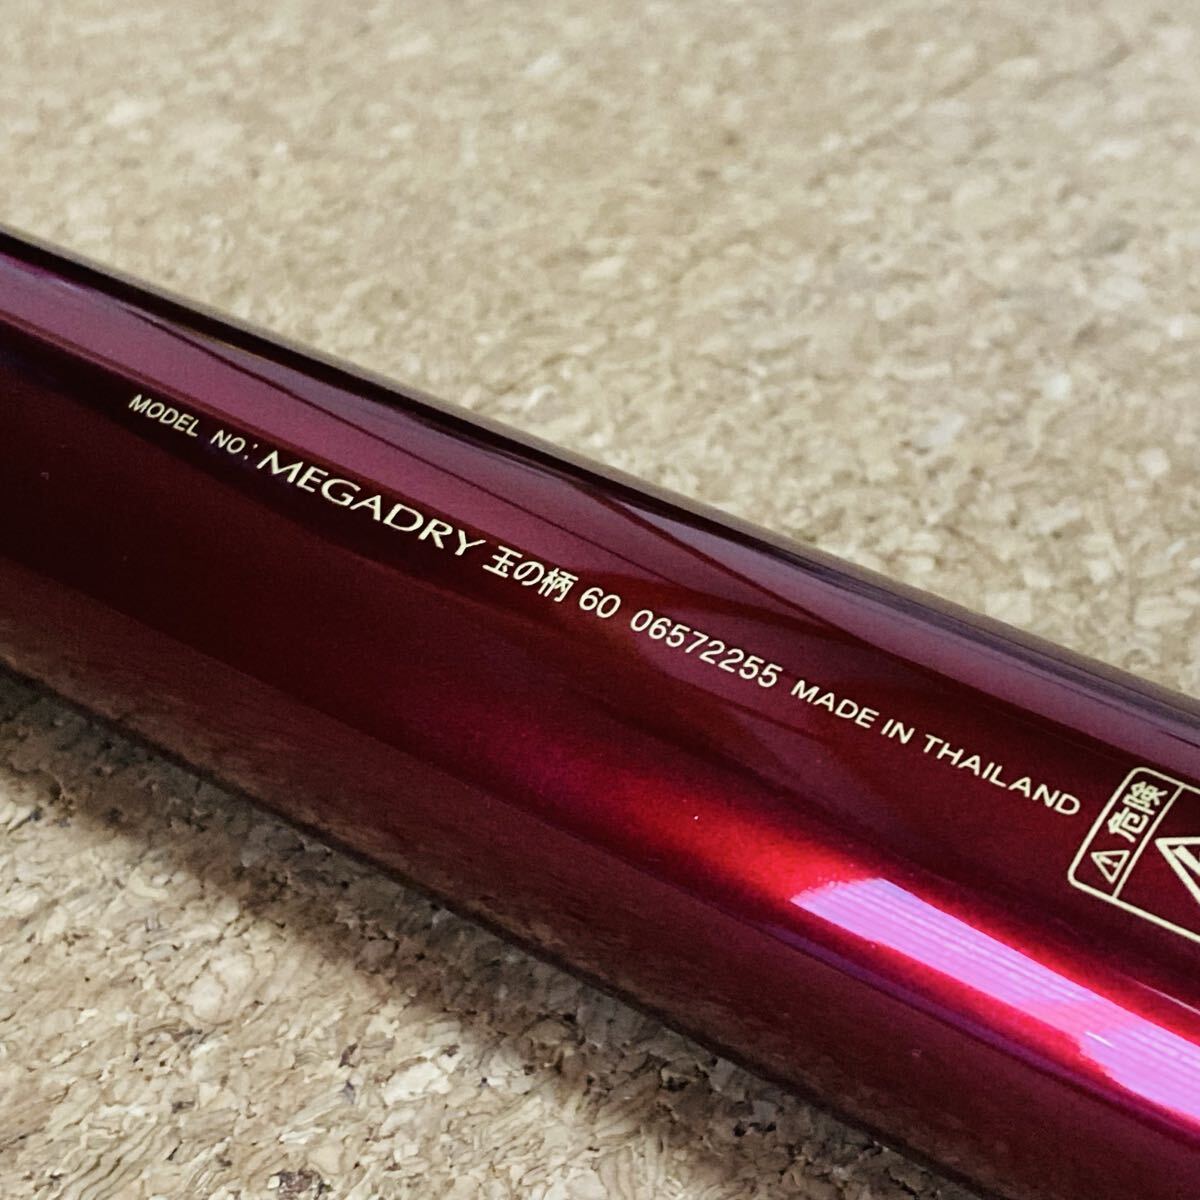 MODEL NO.: MEGADRY 玉の柄 60 06572255 MADE IN THAILAND
危険